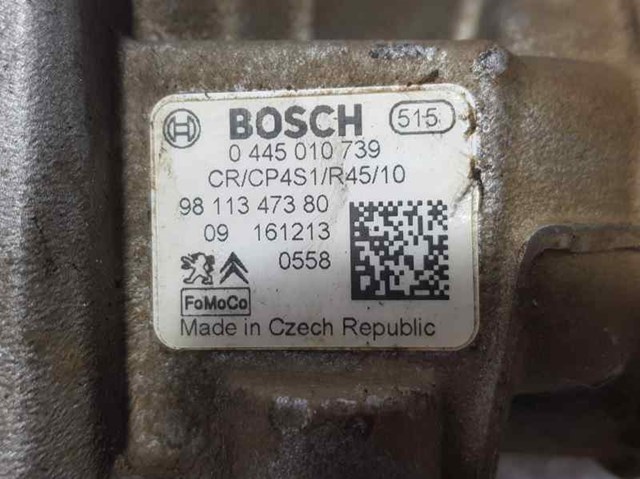 BOSCH 515
0 445 010 739
CR/CP4S1/R45/10
98 113 473 80
09 161213
0558
FoMoCo
Made in Czech Republic